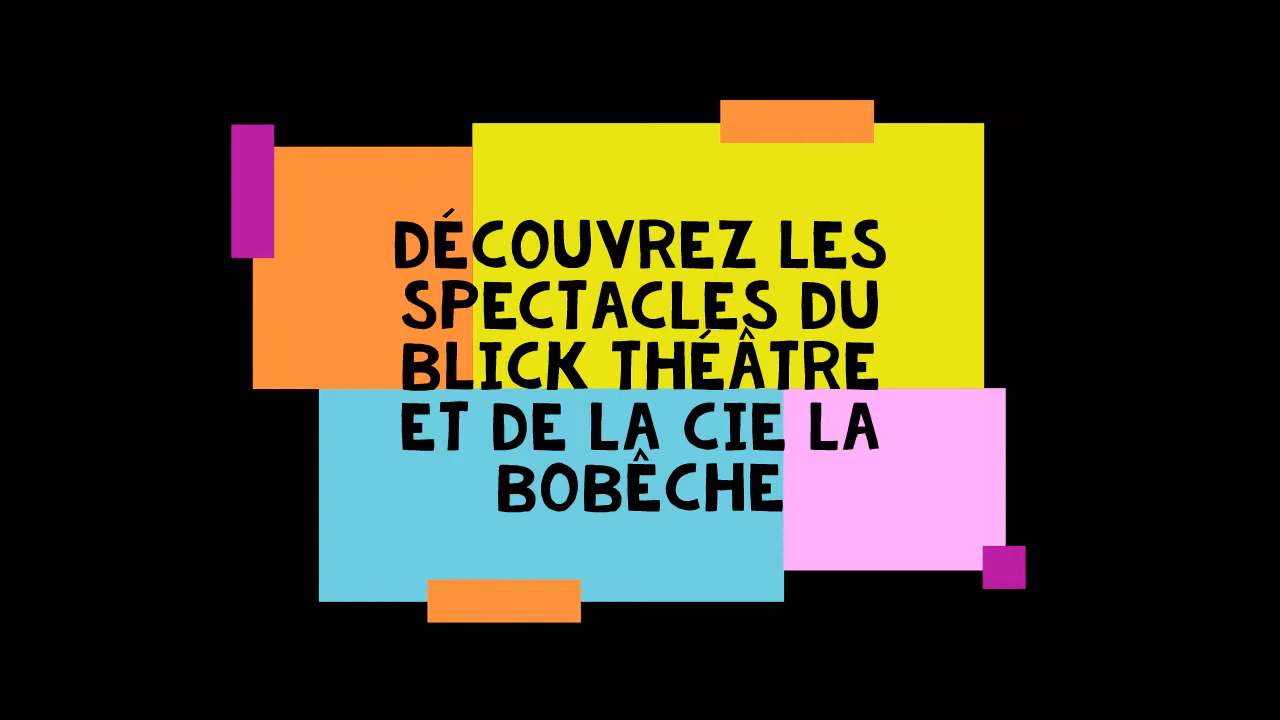 DÉCOUVREZ LES
SPECTACLES DU
BLICK THÉÂTRE
ET DE LA CIE LA
BOBÊCHE